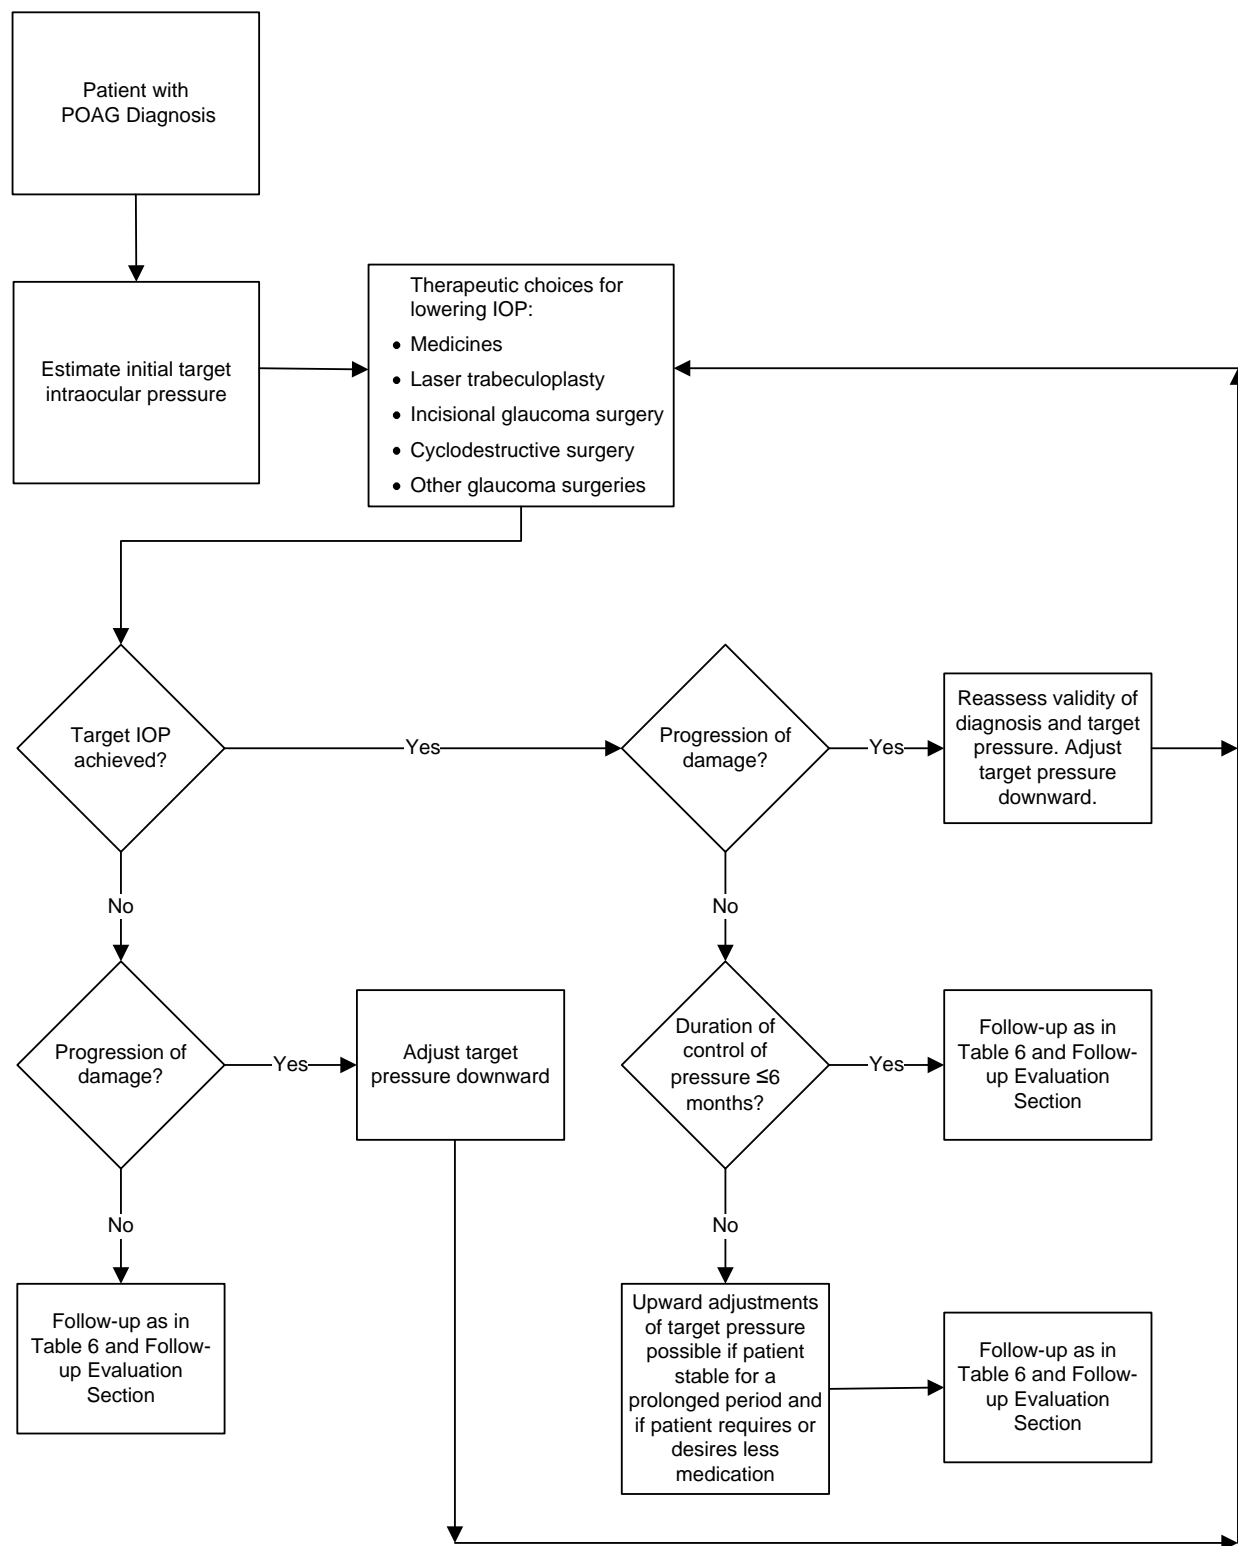 Patient with
POAG Diagnosis
Estimate initial target
intraocular pressure
Therapeutic choices for
lowering IOP:
• Medicines
• Laser trabeculoplasty
• Incisional glaucoma surgery
• Cyclodestructive surgery
• Other glaucoma surgeries
Target IOP
achieved?
Yes
Progression of
damage?
Yes
Reassess validity of
diagnosis and target
pressure. Adjust
target pressure
downward.
No
No
Progression of
damage?
Yes
Adjust target
pressure downward
Duration of
control of
pressure ≤6
months?
Yes
Follow-up as in
Table 6 and Follow-
up Evaluation
Section
No
No
Follow-up as in
Table 6 and Follow-
up Evaluation
Section
Upward adjustments
of target pressure
possible if patient
stable for a
prolonged period and
if patient requires or
desires less
medication
Follow-up as in
Table 6 and Follow-
up Evaluation
Section